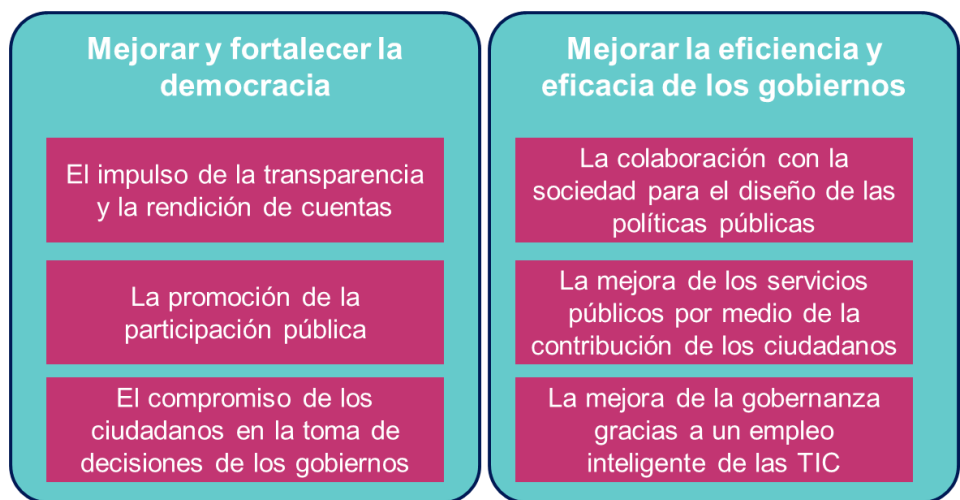 Mejorar y fortalecer la
democracia
El impulso de la transparencia
y la rendición de cuentas
La promoción de la
participación pública
El compromiso de los
ciudadanos en la toma de
decisiones de los gobiernos
Mejorar la eficiencia y
eficacia de los gobiernos
La colaboración con la
sociedad para el diseño de las
políticas públicas
La mejora de los servicios
públicos por medio de la
contribución de los ciudadanos
La mejora de la gobernanza
gracias a un empleo
inteligente de las TIC